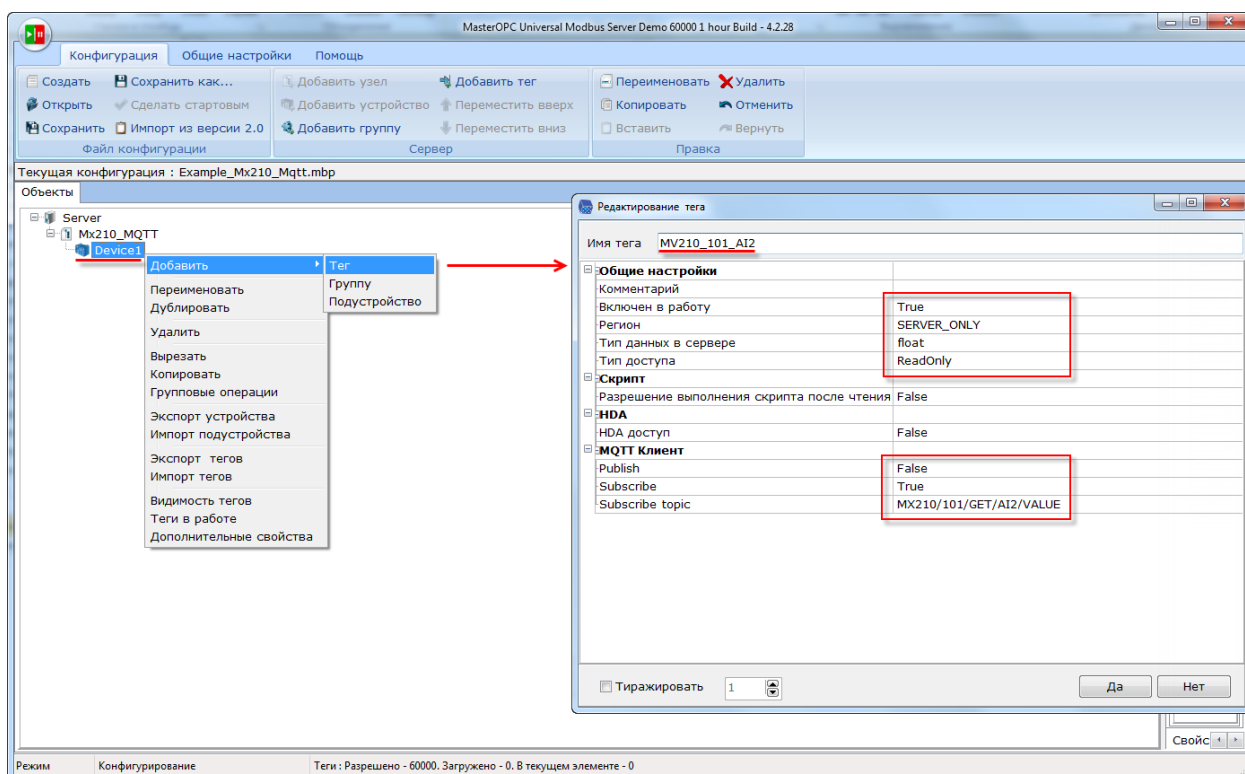 MasterOPC Universal Modbus Server Demo 60000 1 hour Build - 4.2.28
Конфигурация Общие настройки Помощь
Создать Сохранить как... Добавить узел Добавить тег Переименовать Удалить
Открыть Сделать стартовым Добавить устройство Переместить вверх Копировать Отменить
Сохранить Импорт из версии 2.0 Добавить группу Переместить вниз Вставить Вернуть
Файл конфигурации Сервер Правка
Текущая конфигурация : Example_Mx210_Mqtt.mbp
Объекты
Server
Mx210_MQTT
Device1
Добавить
Переименовать
Дублировать
Удалить
Вырезать
Копировать
Групповые операции
Экспорт устройства
Импорт подустройства
Экспорт тегов
Импорт тегов
Видимость тегов
Теги в работе
Дополнительные свойства
Тег
Группу
Подустройство
Редактирование тега
Имя тега MV210_101_AI2
Общие настройки
Комментарий
Включен в работу True
Регион SERVER_ONLY
Тип данных в сервере float
Тип доступа ReadOnly
Скрипт
Разрешение выполнения скрипта после чтения False
HDA
HDA доступ False
MQTT Клиент
Publish False
Subscribe True
Subscribe topic MX210/101/GET/AI2/VALUE
Тиражировать 1 Да Нет
Свойс
Режим Конфигурирование Теги : Разрешено - 60000. Загружено - 0. В текущем элементе - 0